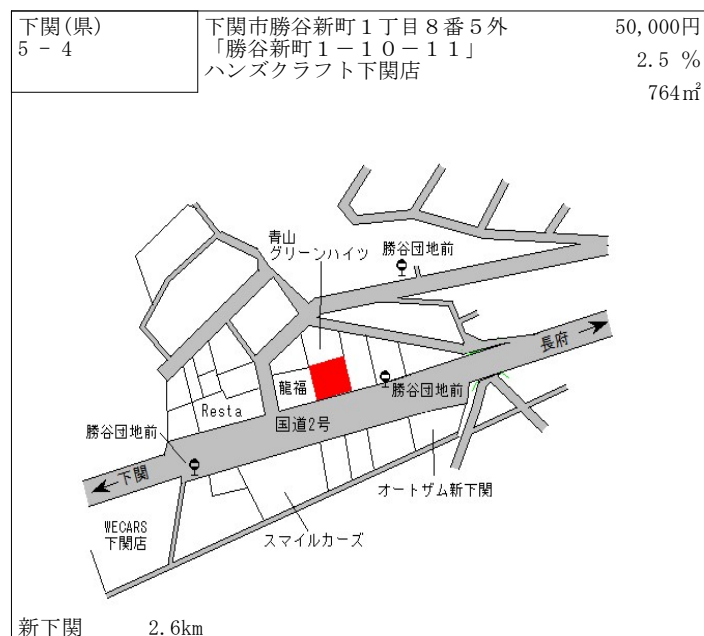 下関(県)
5 - 4
下関市勝谷新町１丁目８番５外
「勝谷新町１－１０－１１」
ハンズクラフト下関店
50,000円
2.5 %
764㎡
青山
グリーンハイツ
勝谷団地前
長府
龍福
勝谷団地前
Resta
国道2号
勝谷団地前
下関
オートザム新下関
WECARS
下関店
スマイルカーズ
新下関 2.6km